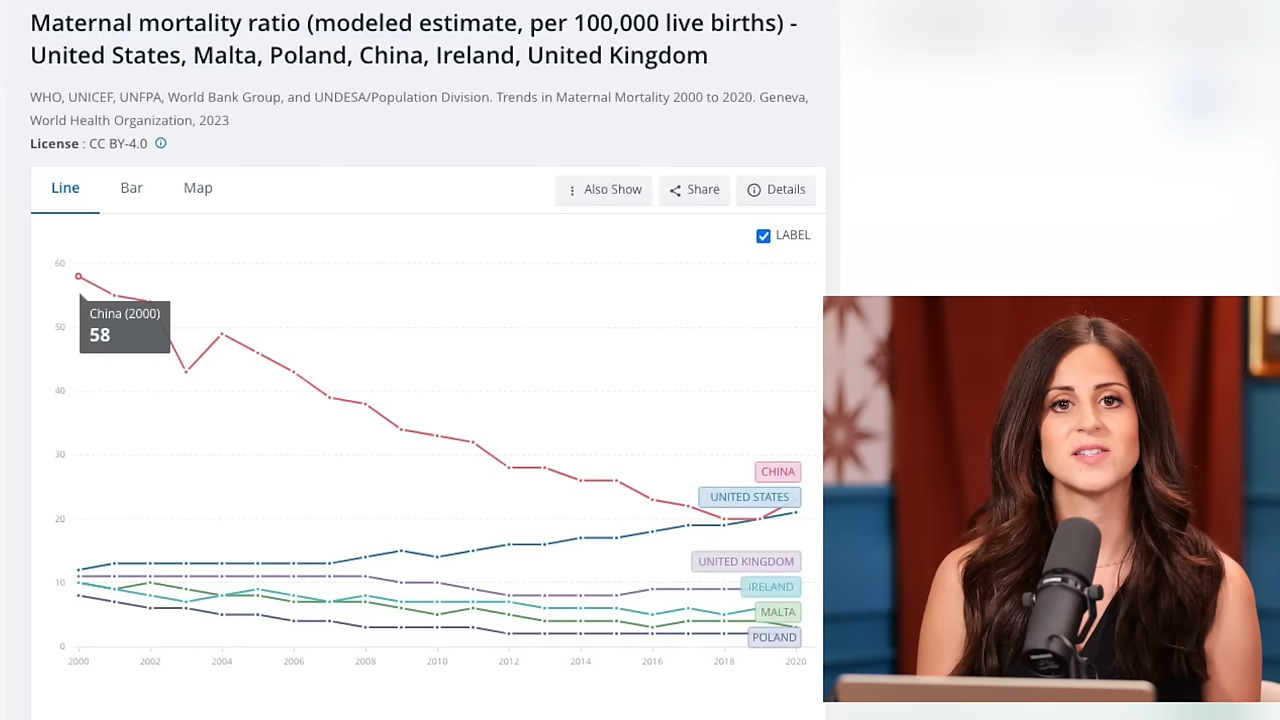 Maternal mortality ratio (modeled estimate, per 100,000 live births) -
United States, Malta, Poland, China, Ireland, United Kingdom
WHO, UNICEF, UNFPA, World Bank Group, and UNDESA/Population Division. Trends in Maternal Mortality 2000 to 2020. Geneva,
World Health Organization, 2023
License : CC BY-4.0
Line Bar Map Also Show Share Details
LABEL
60
China (2000)
58
50
40
30
CHINA
UNITED STATES
20
UNITED KINGDOM
10
IRELAND
MALTA
POLAND
0
2000 2002 2004 2006 2008 2010 2012 2014 2016 2018 2020